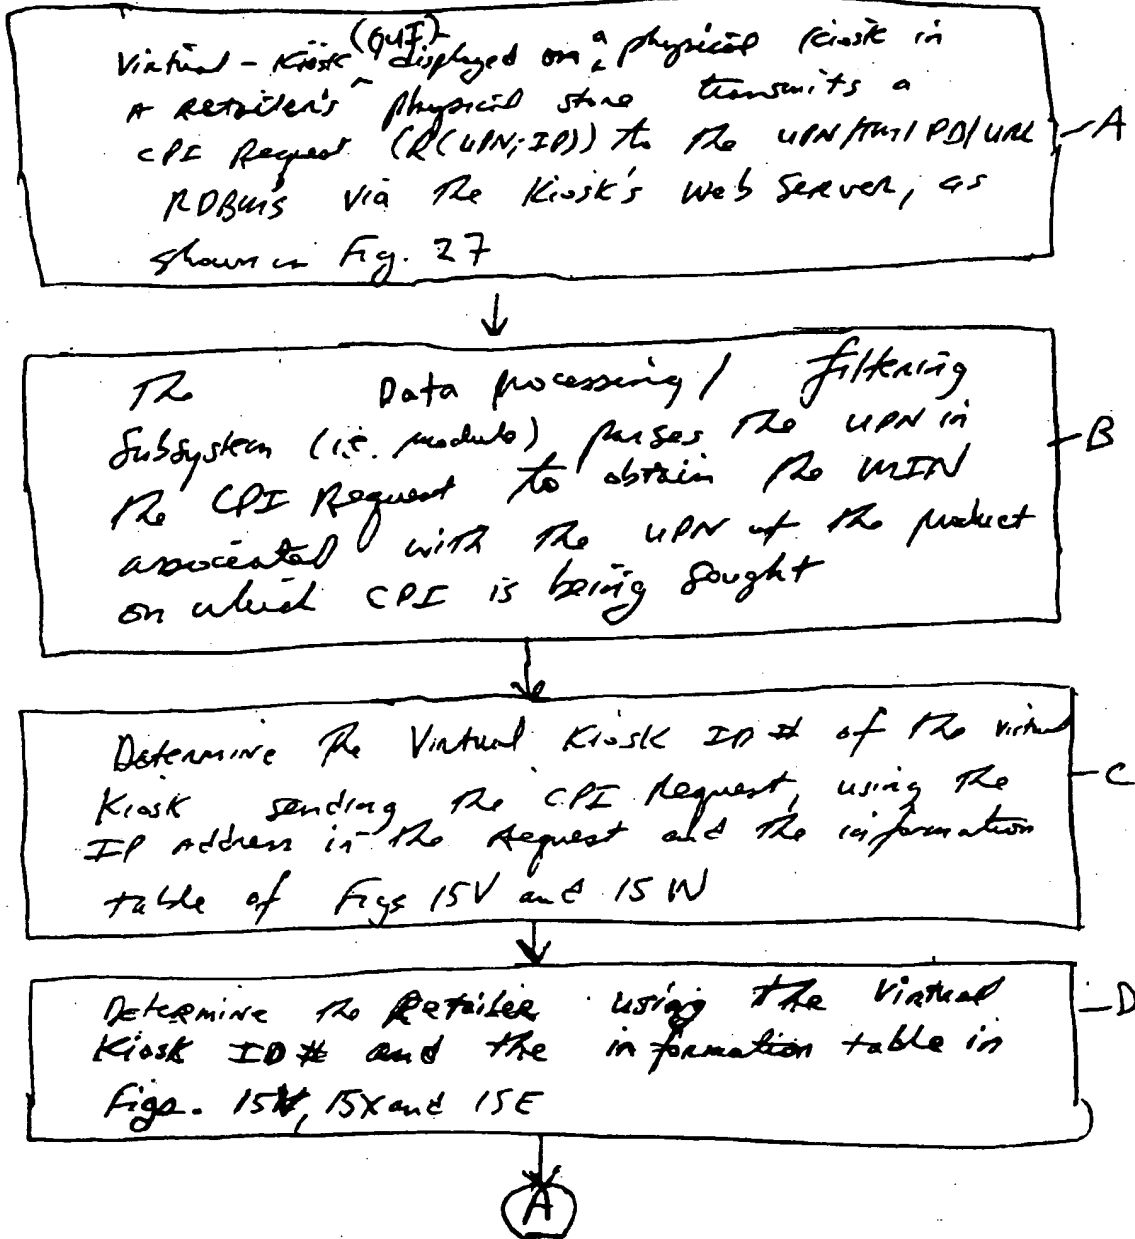 Virtual-Kiosk (GUI) displayed on a physical Kiosk in
A Retailer's physical store transmits a
CPI Request (R(UPN; IP)) to the UPN/TM/PD/URL
RDBMS via the Kiosk's Web Server, as
shown in Fig. 27
A
The Data processing / filtering
Subsystem (i.e. module) parses the UPN in
the CPI Request to obtain the MIN
associated with the UPN of the product
on which CPI is being sought
B
Determine the Virtual Kiosk ID # of the virtual
Kiosk sending the CPI Request, using the
IP Address in the Request and the information
table of Figs 15V and 15W
C
Determine the Retailer using the Virtual
Kiosk ID # and the information table in
Figs. 15, 15X and 15E
D
A